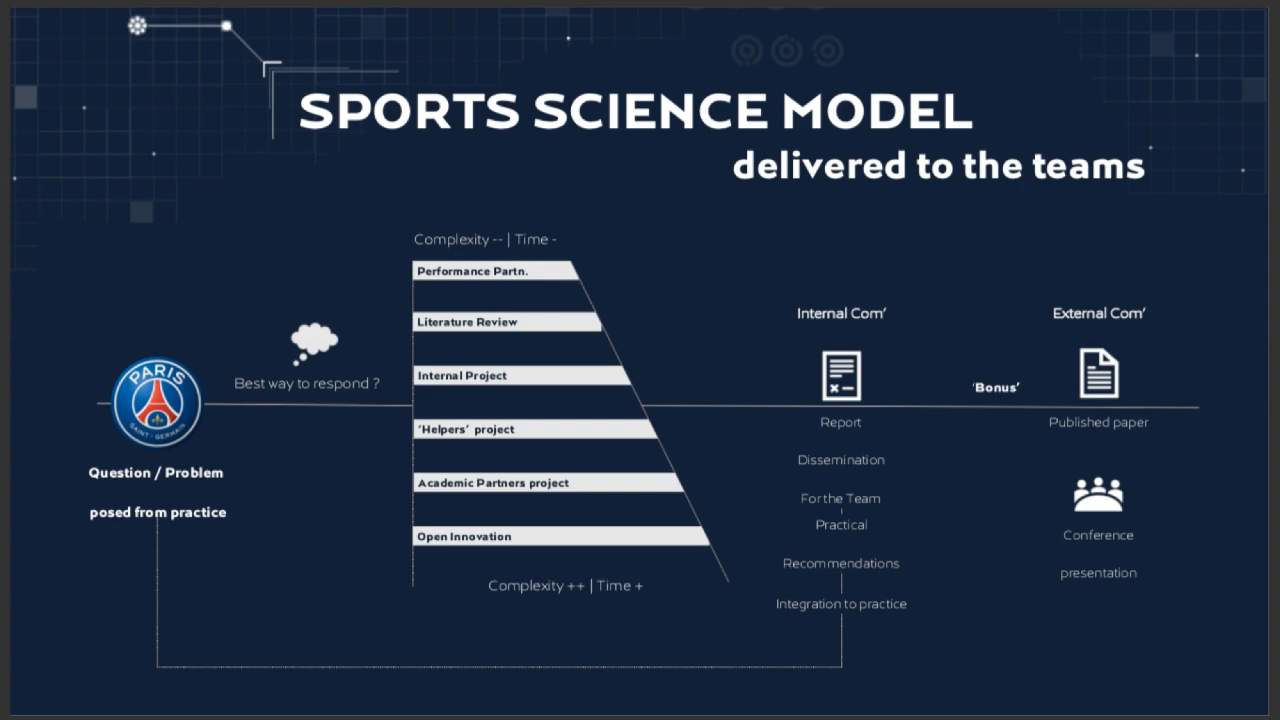 SPORTS SCIENCE MODEL
delivered to the teams
Complexity -- | Time -
Performance Partn.
Literature Review
Internal Project
'Helpers' project
Academic Partners project
Open Innovation
Complexity ++ | Time +
Best way to respond ?
PARIS
SAINT-GERMAIN
Question / Problem
posed from practice
Internal Com'
Report
Dissemination
For the Team
Practical
Recommendations
Integration to practice
'Bonus'
External Com'
Published paper
Conference
presentation